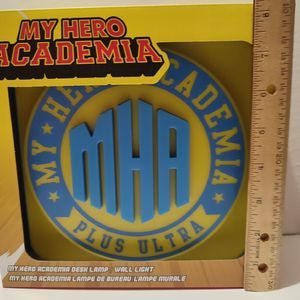 MY HERO
ACADEMIA
MY HERO ACADEMIA
MHA
PLUS ULTRA
MY HERO ACADEMIA DESK LAMP WALL LIGHT
MY HERO ACADEMIA LAMPE DE BUREAU LAMPE MURALE